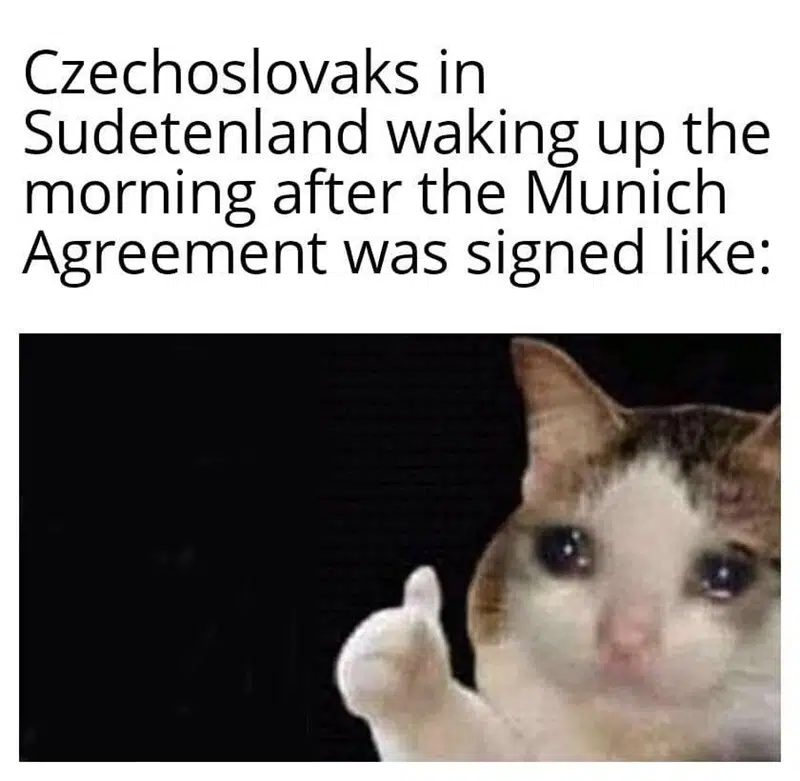 Czechoslovaks in
Sudetenland waking up the
morning after the Munich
Agreement was signed like: